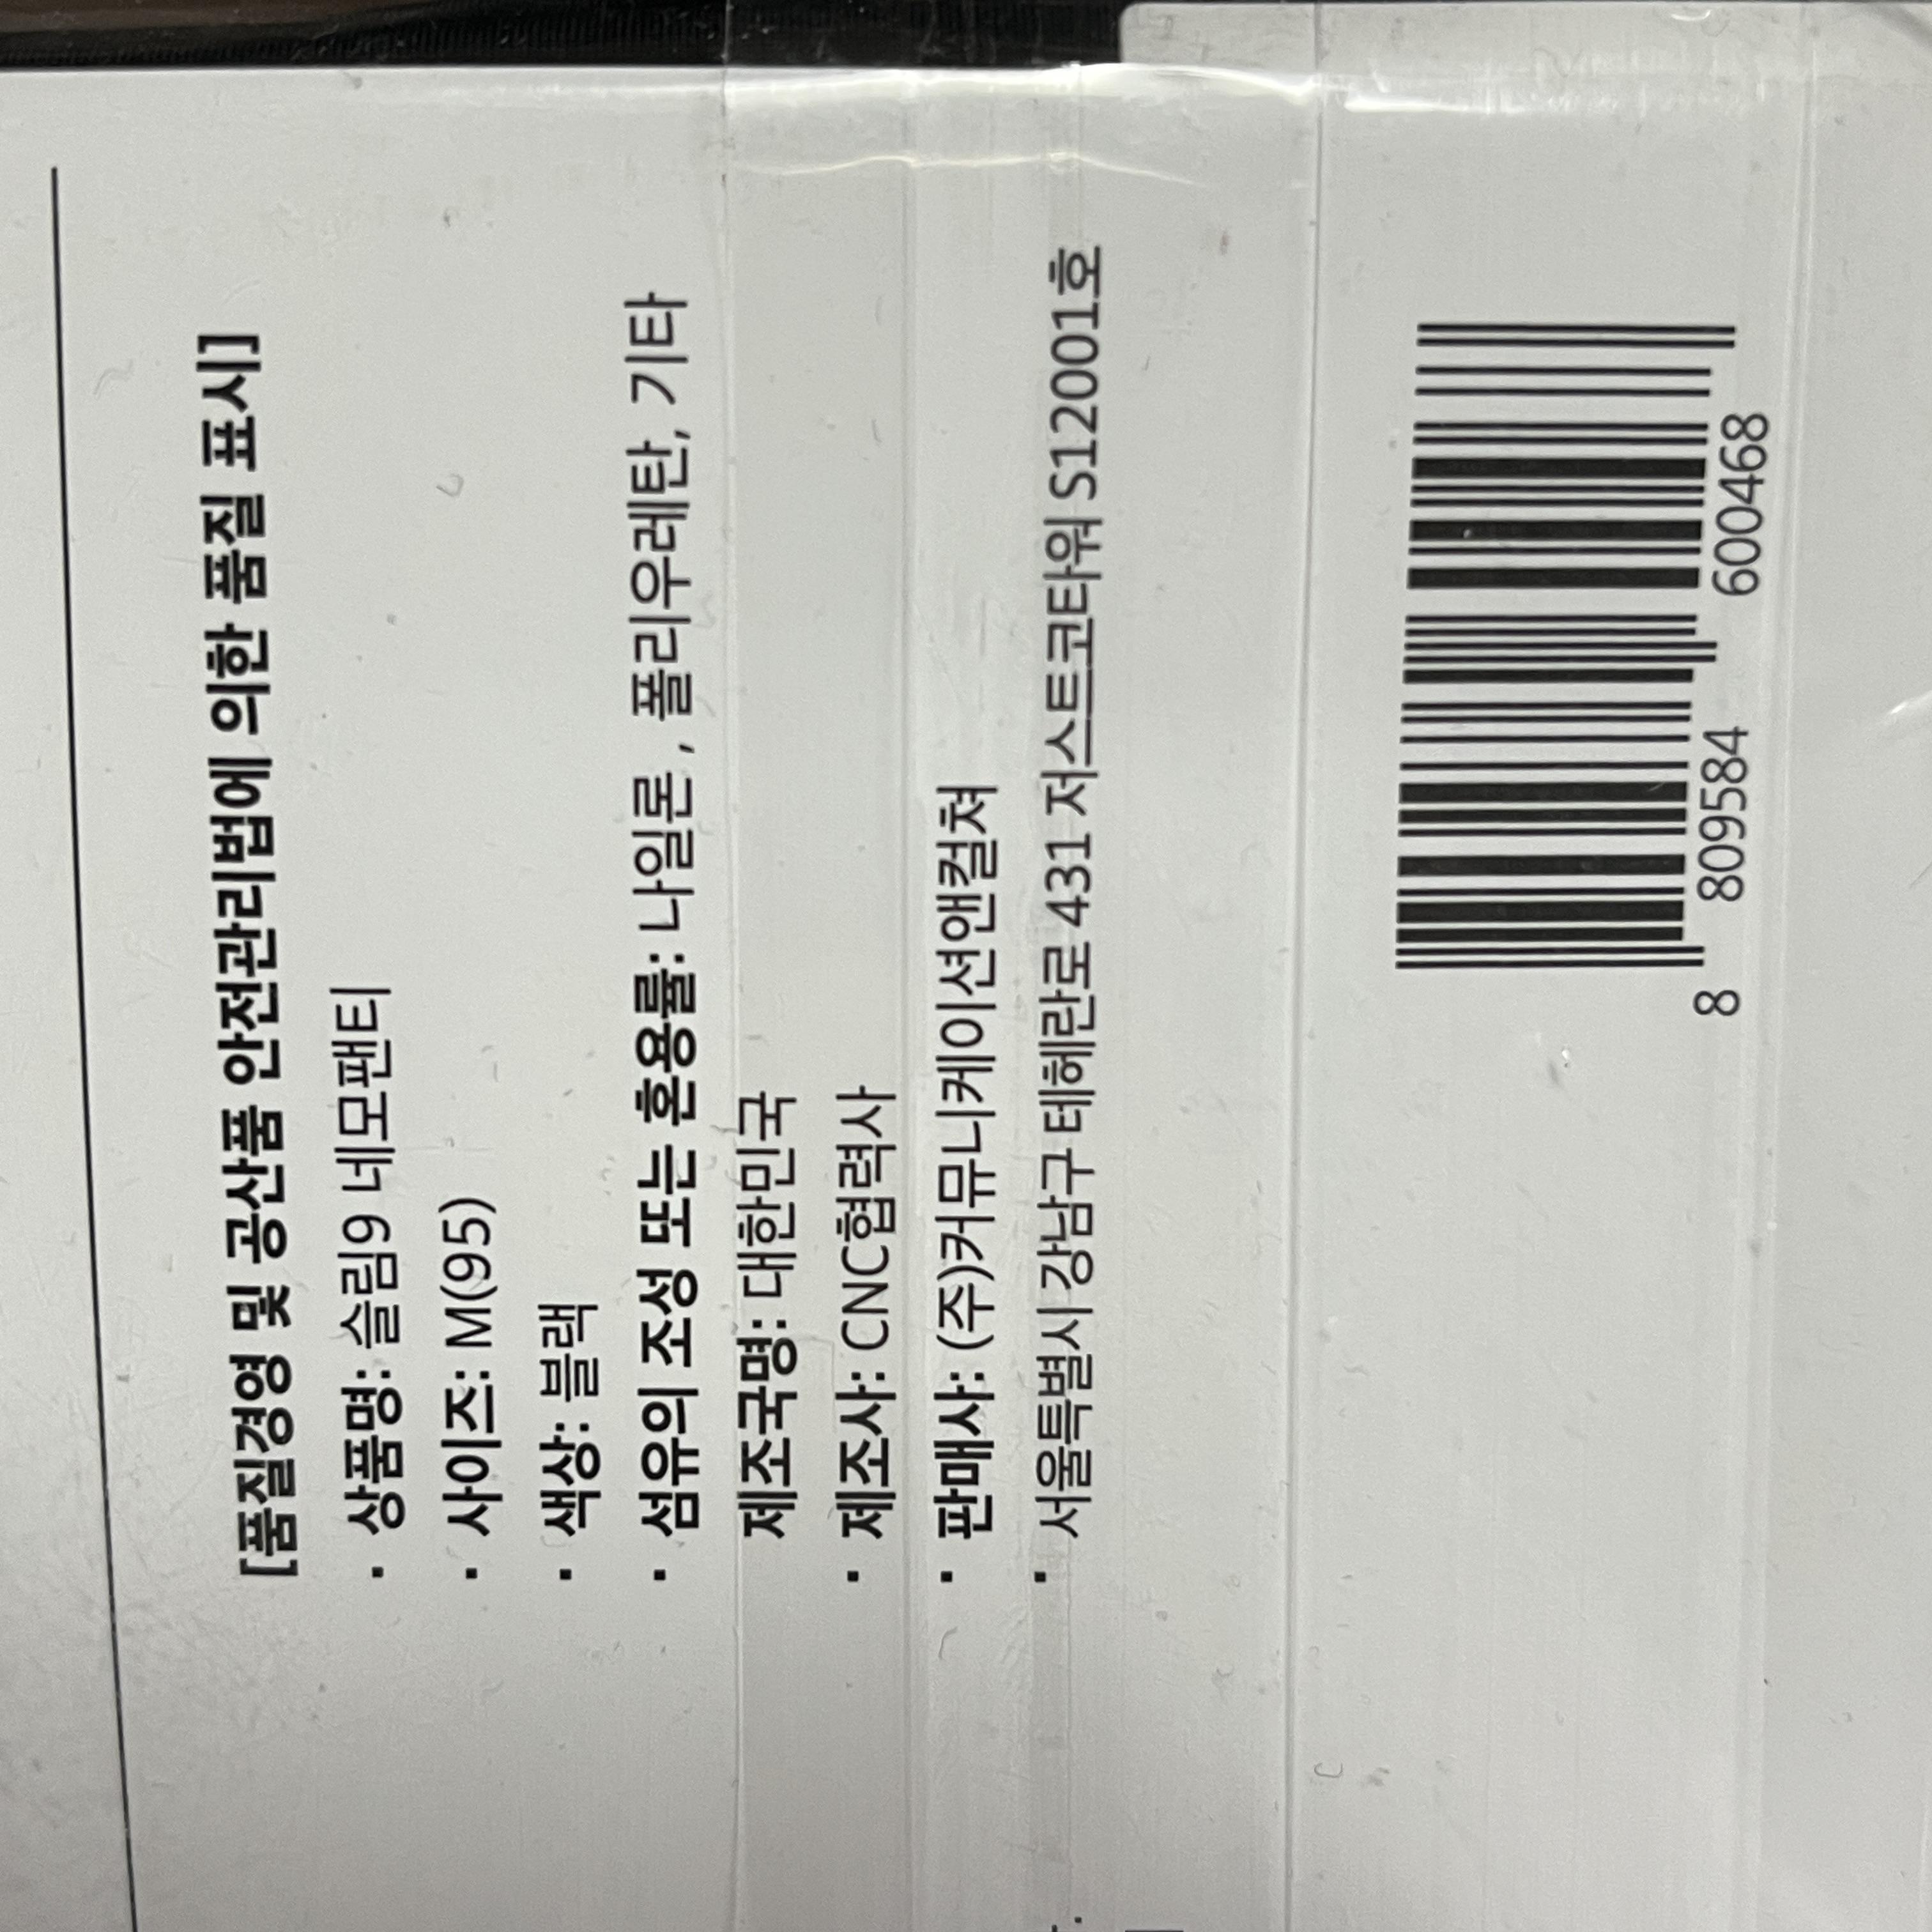 [품질경영 및 공산품 안전관리법에 의한 품질 표시]
· 상품명: 슬림9 네모팬티
· 사이즈: M(95)
· 색상: 블랙
· 섬유의 조성 또는 혼용률: 나일론 , 폴리우레탄, 기타
제조국명: 대한민국
· 제조사: CNC협력사
· 판매사: (주)커뮤니케이션앤컬쳐
· 서울특별시 강남구 테헤란로 431 저스트코타워 S12001호
8 809584 600468